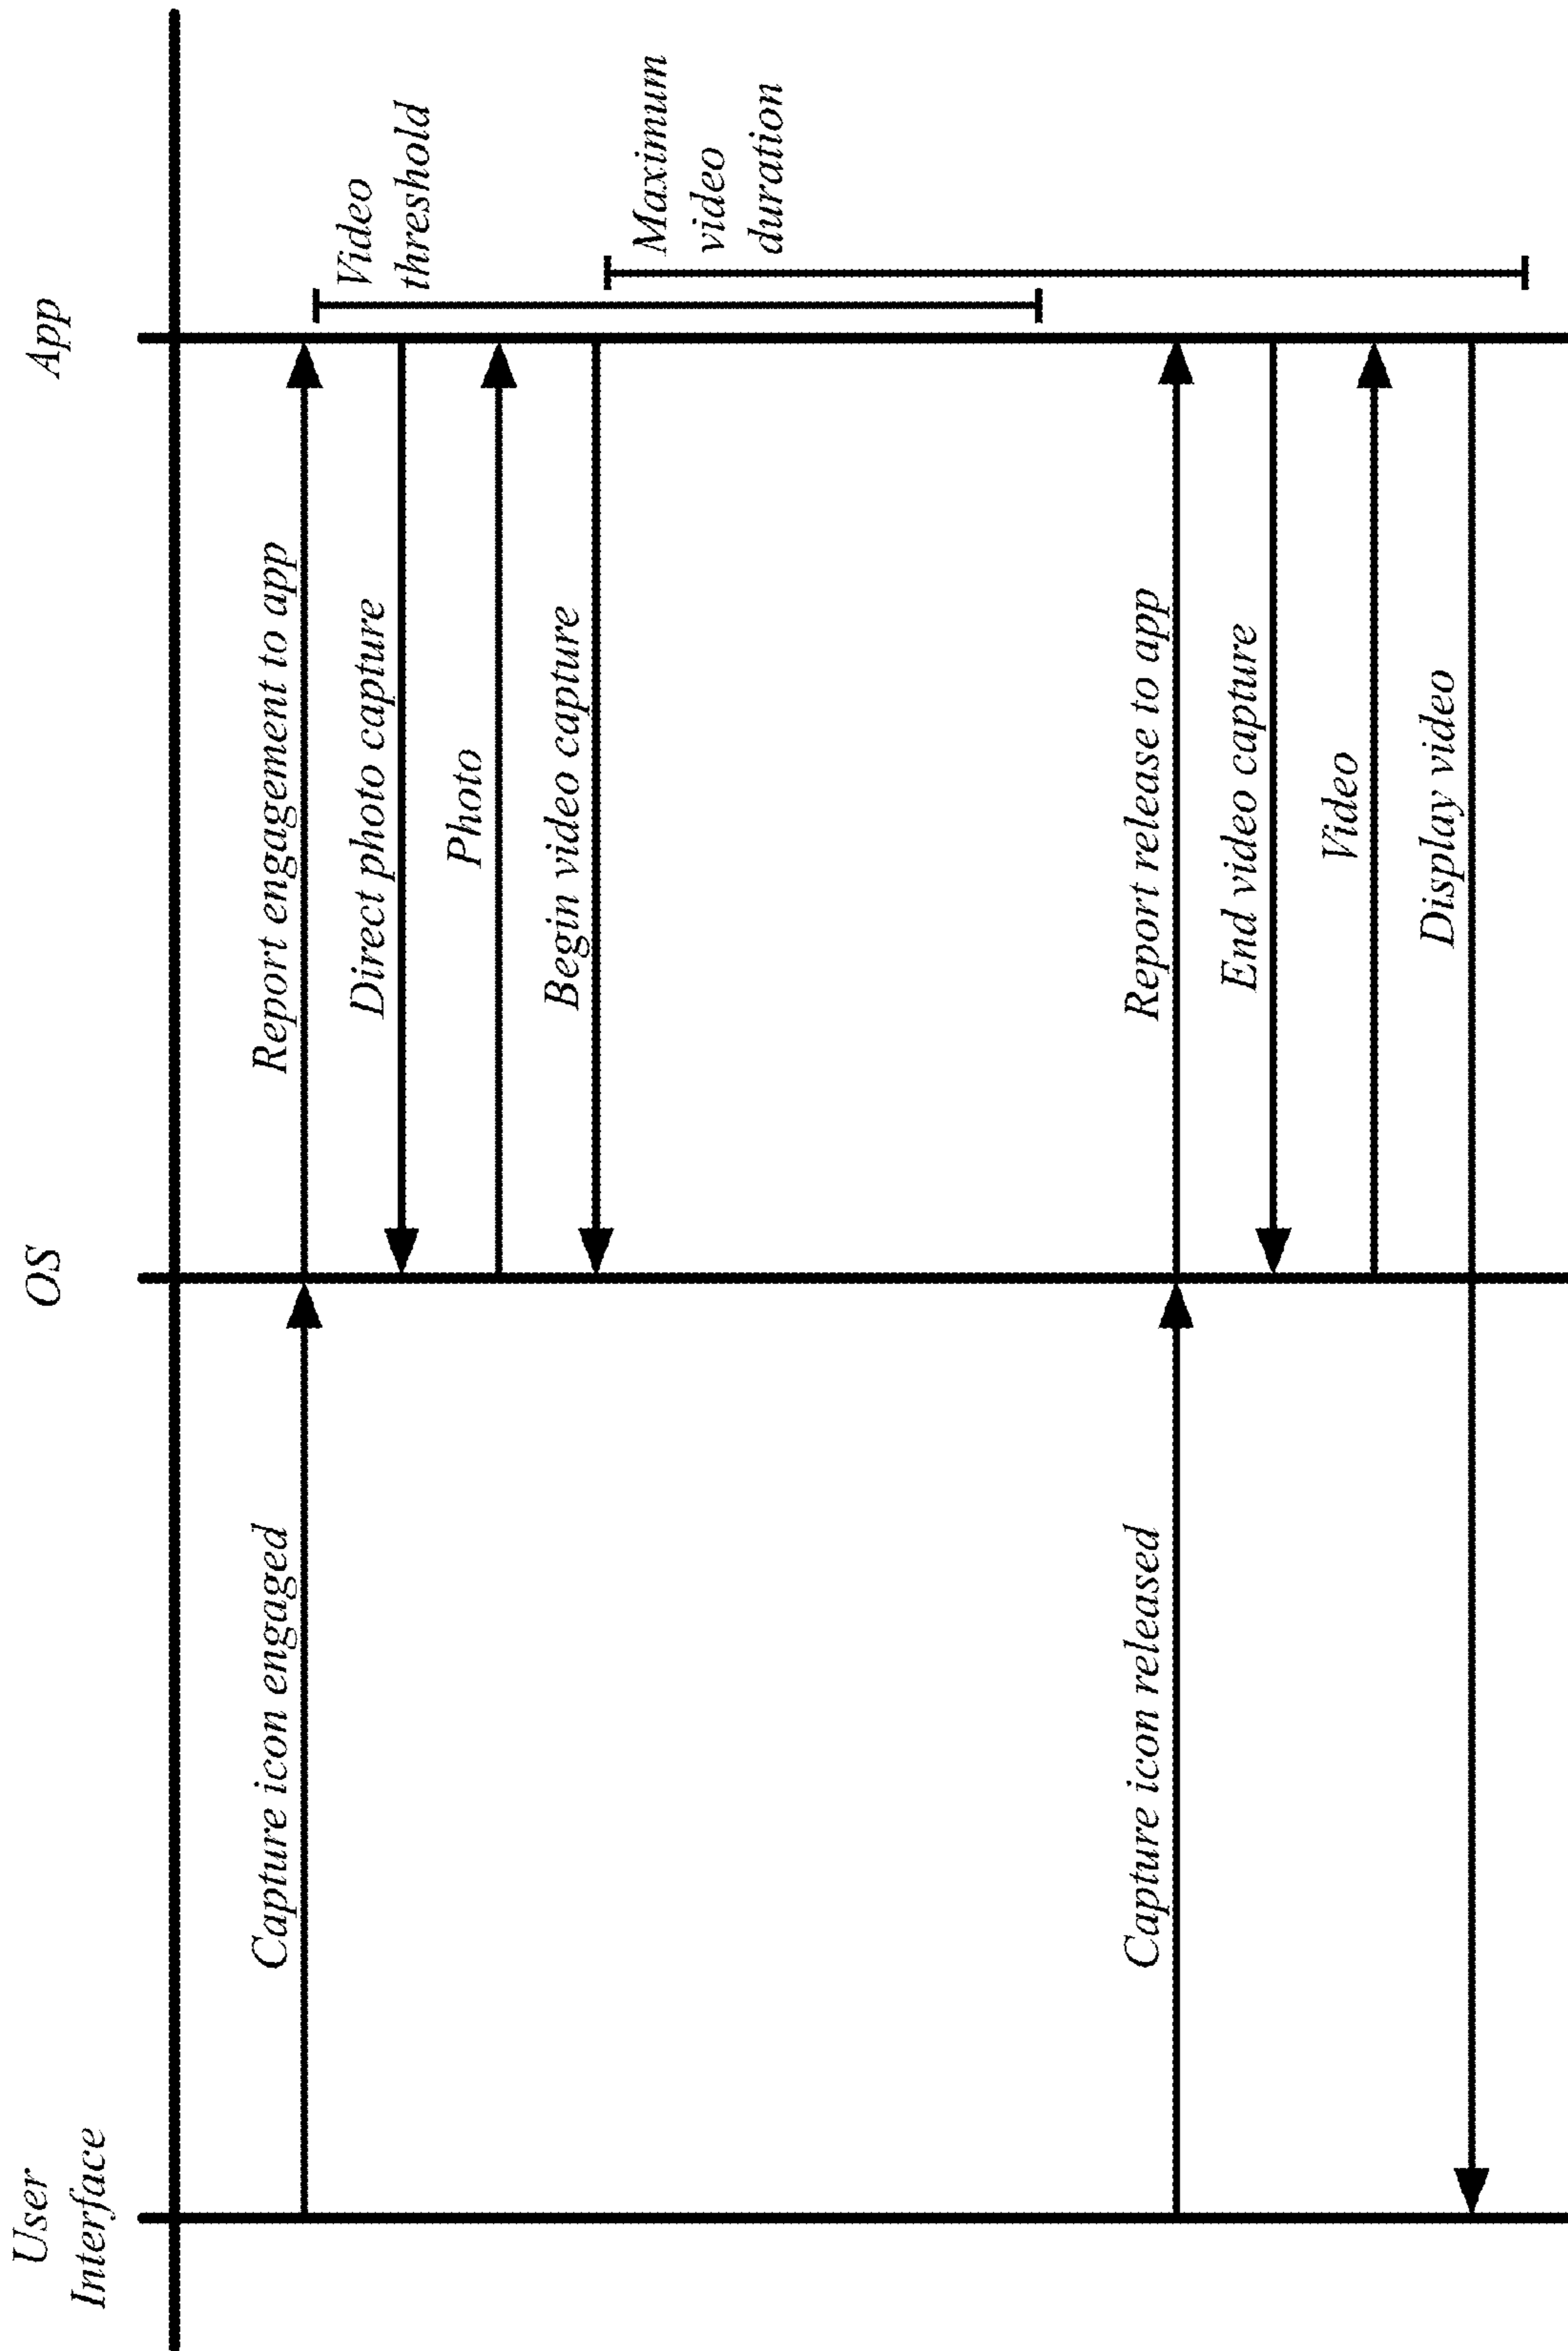 User
Interface
OS
App
Capture icon engaged
Report engagement to app
Video
threshold
Direct photo capture
Photo
Begin video capture
Maximum
video
duration
Capture icon released
Report release to app
End video capture
Video
Display video